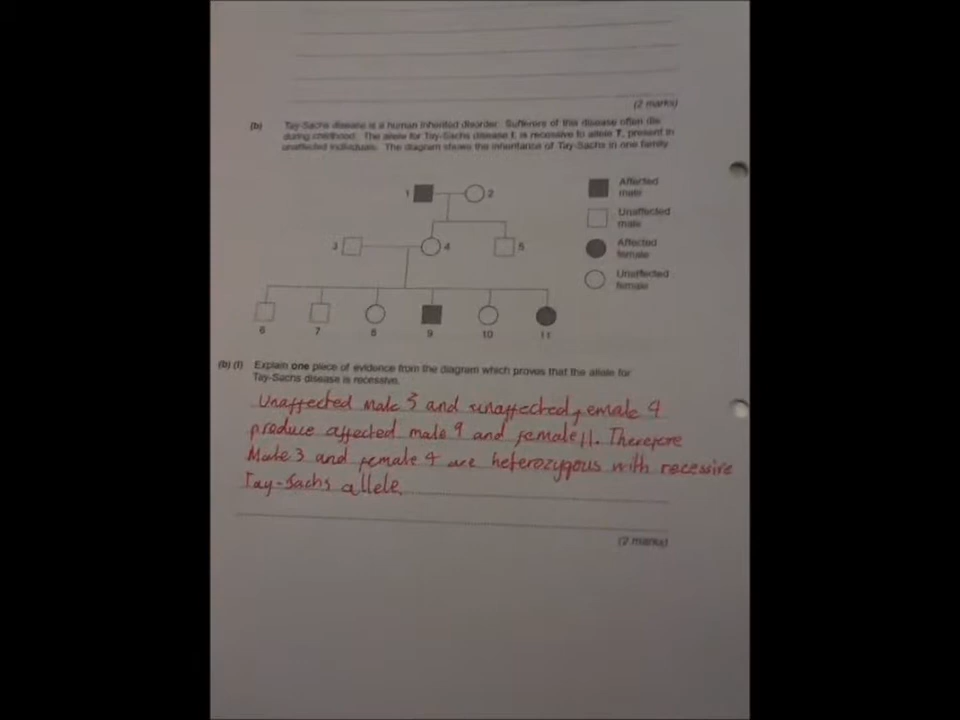 (2 marks)
(b) Tay-Sachs disease is a human inherited disorder. Sufferers of this disease often die
during childhood. The allele for Tay-Sachs disease t, is recessive to allele T, present in
unaffected individuals. The diagram shows the inheritance of Tay-Sachs in one family.
1 2
Affected
male
Unaffected
male
3 4 5
Affected
female
Unaffected
female
6 7 8 9 10 11
(b) (i) Explain one piece of evidence from the diagram which proves that the allele for
Tay-Sachs disease is recessive.
Unaffected male 3 and unaffected female 4
produce affected male 9 and female 11. Therefore
Male 3 and female 4 are heterozygous with recessive
Tay-Sachs allele.
(2 marks)